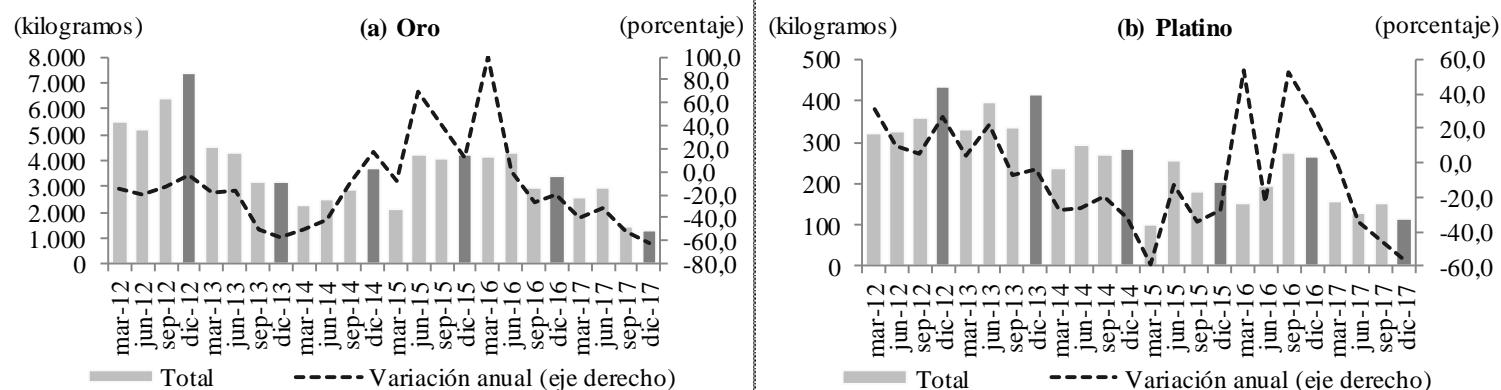 (kilogramos) (a) Oro (porcentaje)
8.000 100,0
7.000 80,0
6.000 60,0
5.000 40,0
4.000 20,0
3.000 0,0
2.000 -20,0
1.000 -40,0
0 -60,0
-80,0
mar-12
jun-12
sep-12
dic-12
mar-13
jun-13
sep-13
dic-13
mar-14
jun-14
sep-14
dic-14
mar-15
jun-15
sep-15
dic-15
mar-16
jun-16
sep-16
dic-16
mar-17
jun-17
sep-17
dic-17
Total Variación anual (eje derecho)
(kilogramos) (b) Platino (porcentaje)
500 60,0
400 40,0
300 20,0
200 0,0
100 -20,0
0 -40,0
-60,0
mar-12
jun-12
sep-12
dic-12
mar-13
jun-13
sep-13
dic-13
mar-14
jun-14
sep-14
dic-14
mar-15
jun-15
sep-15
dic-15
mar-16
jun-16
sep-16
dic-16
mar-17
jun-17
sep-17
dic-17
Total Variación anual (eje derecho)